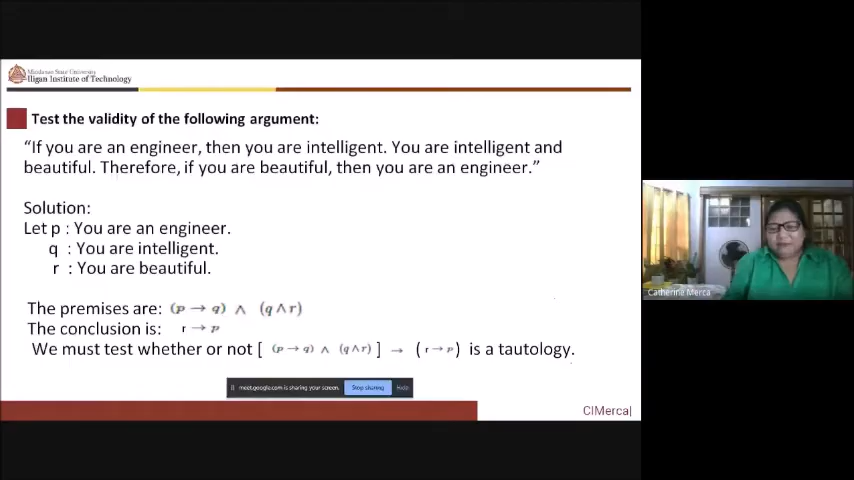 Mindanao State University
Iligan Institute of Technology
Test the validity of the following argument:
“If you are an engineer, then you are intelligent. You are intelligent and
beautiful. Therefore, if you are beautiful, then you are an engineer.”
Solution:
Let p : You are an engineer.
q : You are intelligent.
r : You are beautiful.
The premises are: (p → q) ∧ (q ∧ r)
The conclusion is: r → p
We must test whether or not [ (p → q) ∧ (q ∧ r) ] → ( r → p ) is a tautology.
meet.google.com is sharing your screen. Stop sharing Hide
CIMerca|
Catherine Merca